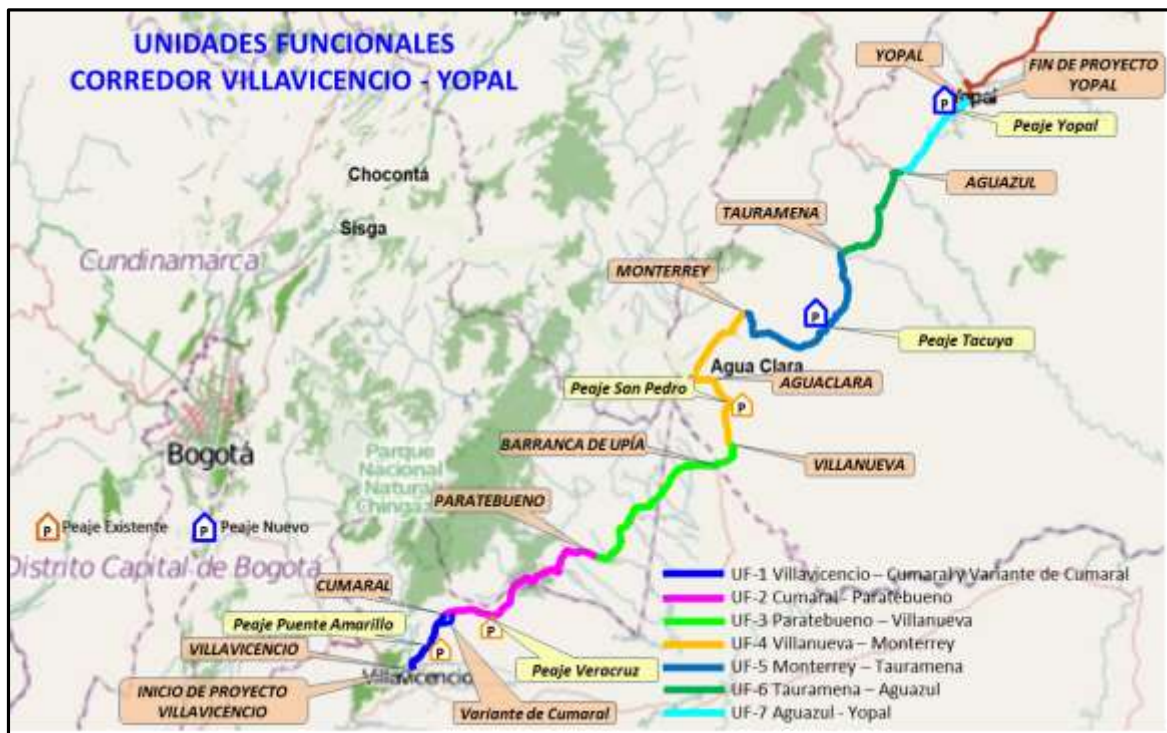 UNIDADES FUNCIONALES
CORREDOR VILLAVICENCIO - YOPAL
YOPAL
FIN DE PROYECTO
YOPAL
Yopal
Peaje Yopal
Chocontá
AGUAZUL
TAURAMENA
Sisga
Cundinamarca
MONTERREY
Peaje Tacuya
Agua Clara
Peaje San Pedro
AGUACLARA
BARRANCA DE UPÍA
VILLANUEVA
Bogotá
Parque
Nacional
Natural
PARATEBUENO
Peaje Existente
Peaje Nuevo
Distrito Capital de Bogotá
CUMARAL
Peaje Puente Amarillo
VILLAVICENCIO
Villavicencio
Peaje Veracruz
INICIO DE PROYECTO
VILLAVICENCIO
Variante de Cumaral
UF-1 Villavicencio – Cumaral y Variante de Cumaral
UF-2 Cumaral - Paratebueno
UF-3 Paratebueno – Villanueva
UF-4 Villanueva – Monterrey
UF-5 Monterrey – Tauramena
UF-6 Tauramena – Aguazul
UF-7 Aguazul - Yopal
P
P
P
P
P
P
P